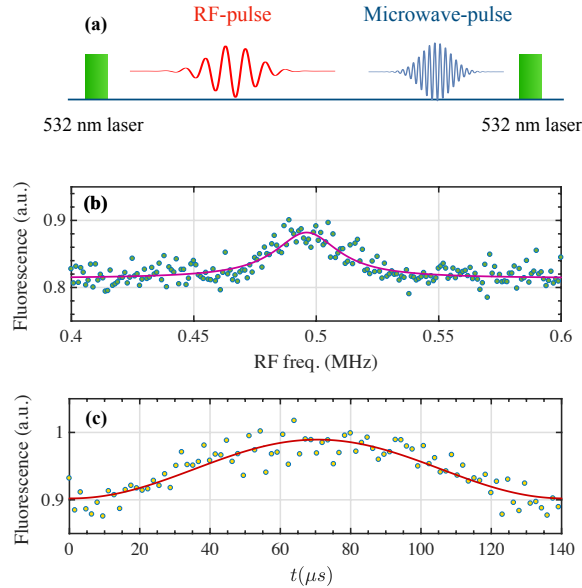 (a)
RF-pulse
Microwave-pulse
532 nm laser
532 nm laser
(b)
Fluorescence (a.u.)
0.9
0.8
0.4
0.45
0.5
0.55
0.6
RF freq. (MHz)
(c)
Fluorescence (a.u.)
1
0.9
0
20
40
60
80
100
120
140
t(μs)